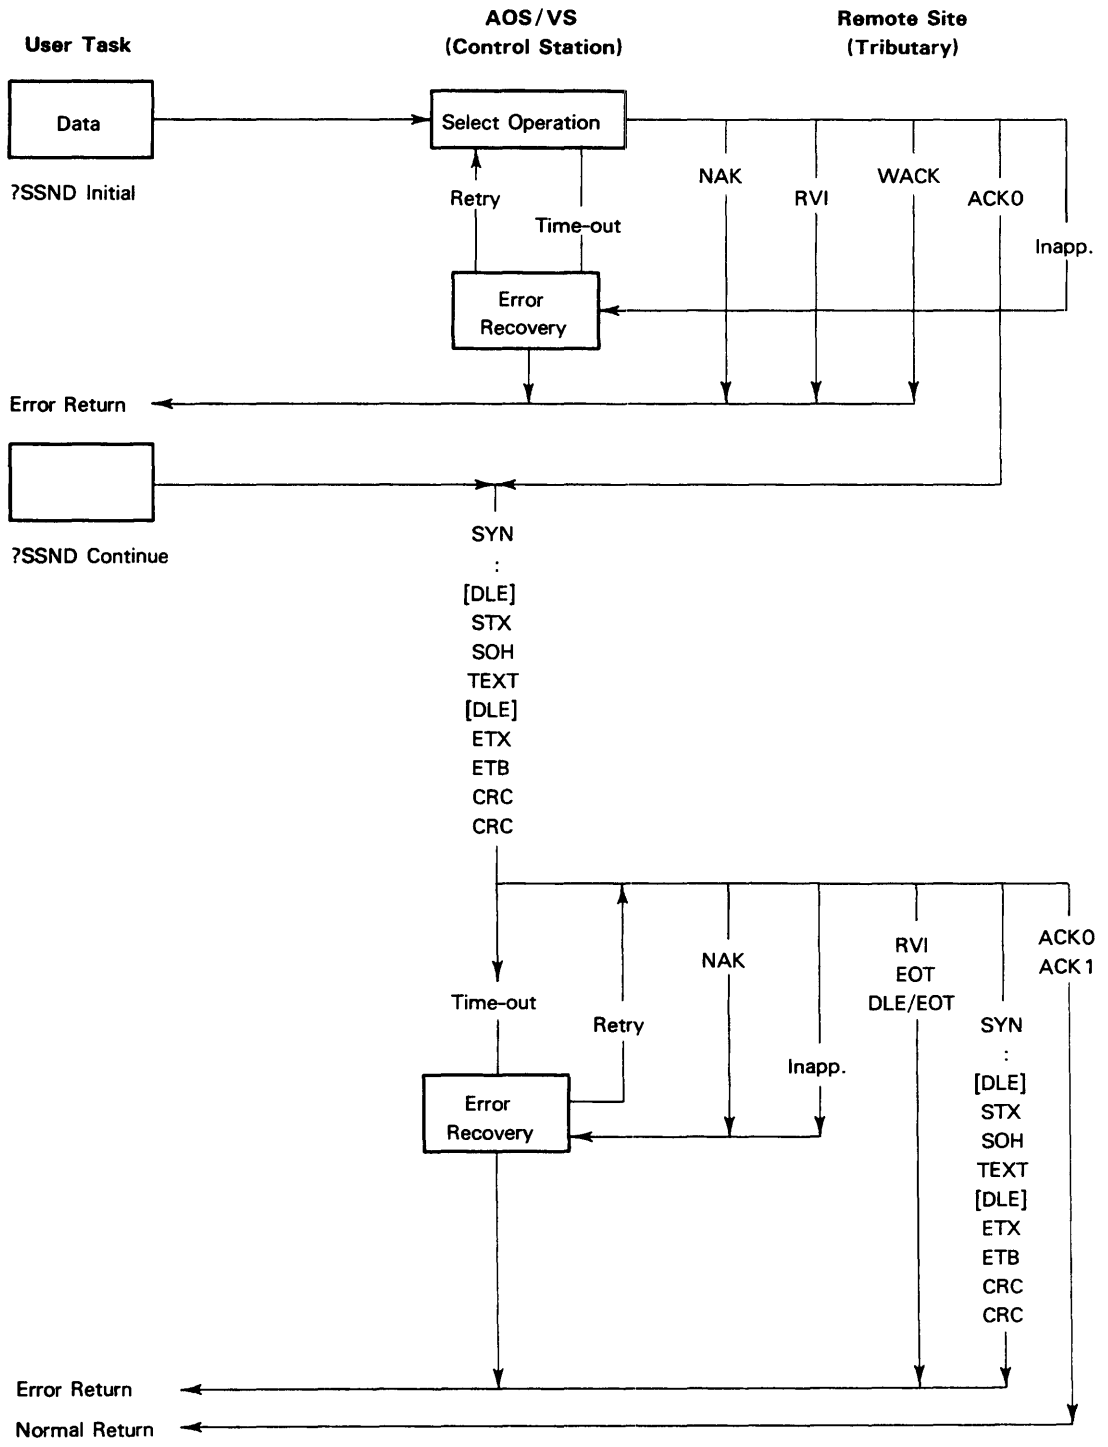 AOS/VS
(Control Station)
Remote Site
(Tributary)
User Task
Data
?SSND Initial
Select Operation
Retry
Time-out
NAK
RVI
WACK
ACK0
Inapp.
Error
Recovery
Error Return
?SSND Continue
SYN
:
[DLE]
STX
SOH
TEXT
[DLE]
ETX
ETB
CRC
CRC
Time-out
Retry
NAK
Inapp.
RVI
EOT
DLE/EOT
SYN
:
[DLE]
STX
SOH
TEXT
[DLE]
ETX
ETB
CRC
CRC
ACK0
ACK1
Error
Recovery
Error Return
Normal Return